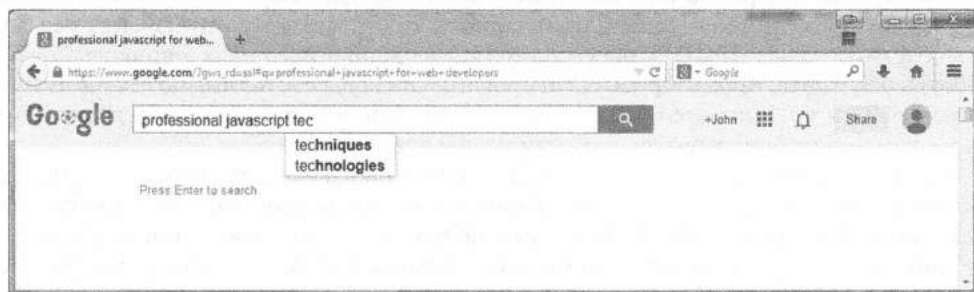 professional javascript for web...
https://www.google.com/?gws_rd=ssl#q=professional+javascript+for+web+developers
Google
Google
professional javascript tec
+John
Share
techniques
technologies
Press Enter to search.